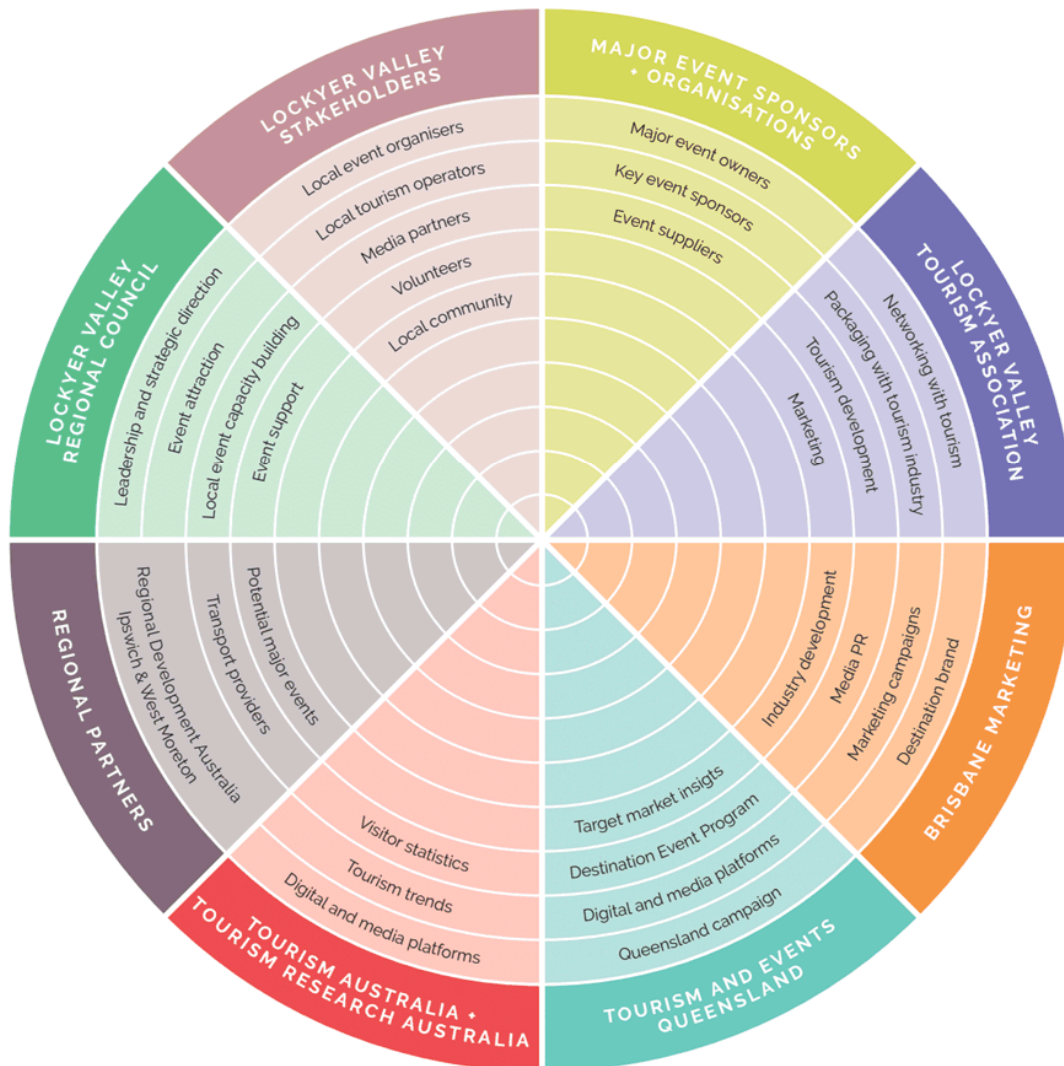 LOCKYER VALLEY
STAKEHOLDERS
Local event organisers
Local tourism operators
Media partners
Volunteers
Local community
MAJOR EVENT SPONSORS
+ ORGANISATIONS
Major event owners
Key event sponsors
Event suppliers
LOCKYER VALLEY
TOURISM ASSOCIATION
Networking with tourism
Packaging with tourism industry
Tourism development
Marketing
BRISBANE MARKETING
Destination brand
Marketing campaigns
Media PR
Industry development
TOURISM AND EVENTS
QUEENSLAND
Target market insigts
Destination Event Program
Digital and media platforms
Queensland campaign
TOURISM AUSTRALIA +
TOURISM RESEARCH AUSTRALIA
Visitor statistics
Tourism trends
Digital and media platforms
REGIONAL PARTNERS
Regional Development Australia
Ipswich & West Moreton
Transport providers
Potential major events
LOCKYER VALLEY
REGIONAL COUNCIL
Leadership and strategic direction
Event attraction
Local event capacity building
Event support